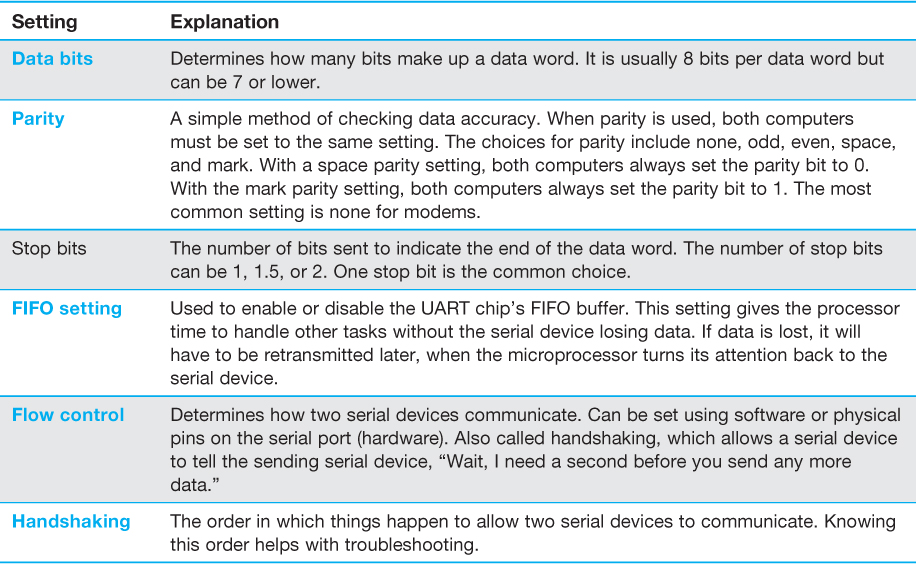 Setting Explanation
Data bits Determines how many bits make up a data word. It is usually 8 bits per data word but
can be 7 or lower.
Parity A simple method of checking data accuracy. When parity is used, both computers
must be set to the same setting. The choices for parity include none, odd, even, space,
and mark. With a space parity setting, both computers always set the parity bit to 0.
With the mark parity setting, both computers always set the parity bit to 1. The most
common setting is none for modems.
Stop bits The number of bits sent to indicate the end of the data word. The number of stop bits
can be 1, 1.5, or 2. One stop bit is the common choice.
FIFO setting Used to enable or disable the UART chip’s FIFO buffer. This setting gives the processor
time to handle other tasks without the serial device losing data. If data is lost, it will
have to be retransmitted later, when the microprocessor turns its attention back to the
serial device.
Flow control Determines how two serial devices communicate. Can be set using software or physical
pins on the serial port (hardware). Also called handshaking, which allows a serial device
to tell the sending serial device, “Wait, I need a second before you send any more
data.”
Handshaking The order in which things happen to allow two serial devices to communicate. Knowing
this order helps with troubleshooting.